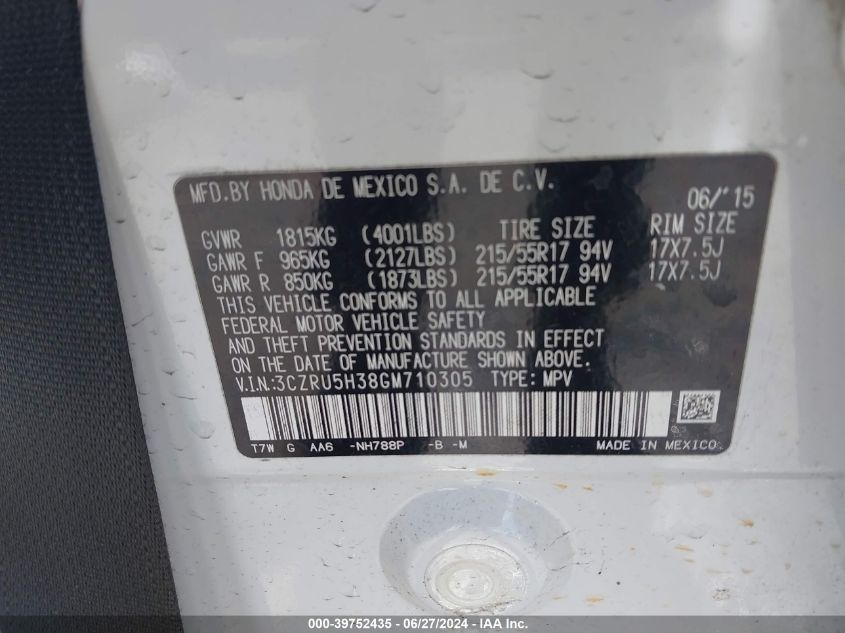 MFD.BY HONDA DE MEXICO S.A. DE C.V. 06/'15
GVWR 1815KG (4001LBS) TIRE SIZE RIM SIZE
GAWR F 965KG (2127LBS) 215/55R17 94V 17X7.5J
GAWR R 850KG (1873LBS) 215/55R17 94V 17X7.5J
THIS VEHICLE CONFORMS TO ALL APPLICABLE
FEDERAL MOTOR VEHICLE SAFETY
AND THEFT PREVENTION STANDARDS IN EFFECT
ON THE DATE OF MANUFACTURE SHOWN ABOVE.
V.I.N.:3CZRU5H38GM710305 TYPE: MPV
T7W G AA6 -NH788P -B -M MADE IN MEXICO
000-39752435 - 06/27/2024 - IAA Inc.